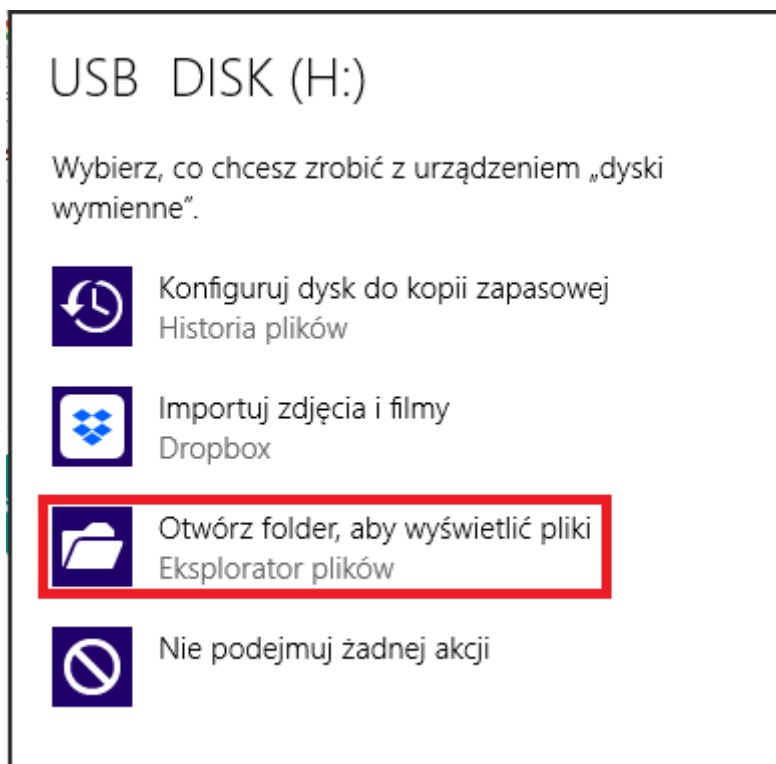 USB DISK (H:)
Wybierz, co chcesz zrobić z urządzeniem „dyski
wymienne”.
Konfiguruj dysk do kopii zapasowej
Historia plików
Importuj zdjęcia i filmy
Dropbox
Otwórz folder, aby wyświetlić pliki
Eksplorator plików
Nie podejmuj żadnej akcji